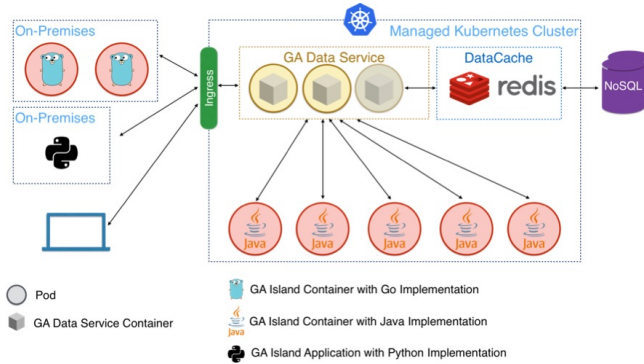 On-Premises
On-Premises
Ingress
Managed Kubernetes Cluster
GA Data Service
DataCache
redis
NoSQL
Java
Java
Java
Java
Java
Pod
GA Data Service Container
GA Island Container with Go Implementation
Java
GA Island Container with Java Implementation
GA Island Application with Python Implementation